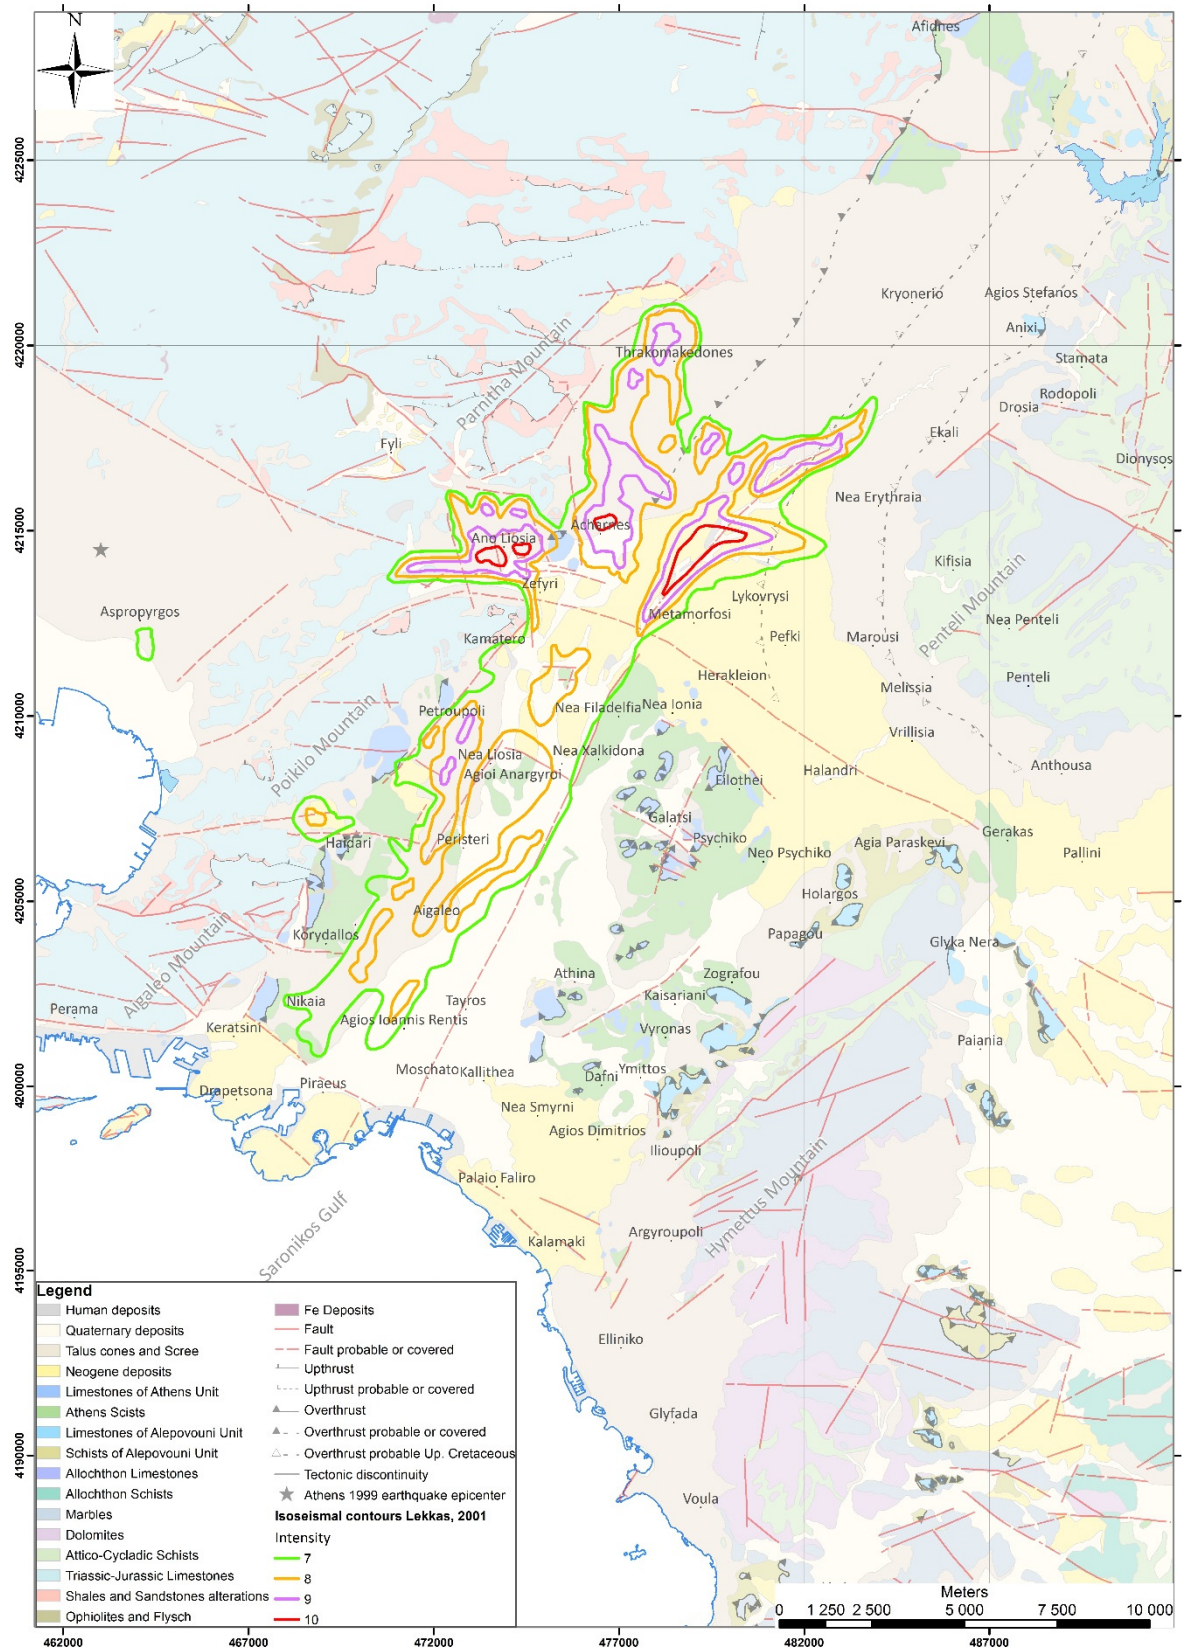 N
Afidnes
4225000
Kryonerio
Agios Stefanos
Anixi
4220000
Thrakomakedones
Stamata
Parnitha Mountain
Rodopoli
Drosia
Fyli
Ekali
Dionysos
Nea Erythraia
4215000
Acharnes
Ano Liosia
Kifisia
Zefyri
Lykovrysi
Penteli Mountain
Aspropyrgos
Metamorfosi
Nea Penteli
Kamatero
Pefki
Marousi
Herakleion
Penteli
Melissia
4210000
Petroupoli
Nea Filadelfia
Nea Ionia
Poikilo Mountain
Vrillisia
Nea Liosia
Nea Xalkidona
Anthousa
Agioi Anargyroi
Halandri
Filothei
Galatsi
Haidari
Peristeri
Psychiko
Gerakas
Agia Paraskevi
Neo Psychiko
Pallini
4205000
Holargos
Aigaleo
Korydallos
Papagou
Glyka Nera
Aigaleo Mountain
Athina
Zografou
Perama
Nikaia
Tayros
Kaisariani
Keratsini
Agios Ioannis Rentis
Vyronas
Paiania
4200000
Moschato
Kallithea
Ymittos
Dafni
Drapetsona
Piraeus
Nea Smyrni
Agios Dimitrios
Ilioupoli
Palaio Faliro
Hymettus Mountain
Saronikos Gulf
Argyroupoli
Kalamaki
4195000
Elliniko
Glyfada
4190000
Voula
Legend
Human deposits
Quaternary deposits
Talus cones and Scree
Neogene deposits
Limestones of Athens Unit
Athens Scists
Limestones of Alepovouni Unit
Schists of Alepovouni Unit
Allochthon Limestones
Allochthon Schists
Marbles
Dolomites
Attico-Cycladic Schists
Triassic-Jurassic Limestones
Shales and Sandstones alterations
Ophiolites and Flysch
Fe Deposits
Fault
Fault probable or covered
Upthrust
Upthrust probable or covered
Overthrust
Overthrust probable or covered
Overthrust probable Up. Cretaceous
Tectonic discontinuity
Athens 1999 earthquake epicenter
Isoseismal contours Lekkas, 2001
Intensity
7
8
9
10
Meters
0 1 250 2 500 5 000 7 500 10 000
462000 467000 472000 477000 482000 487000